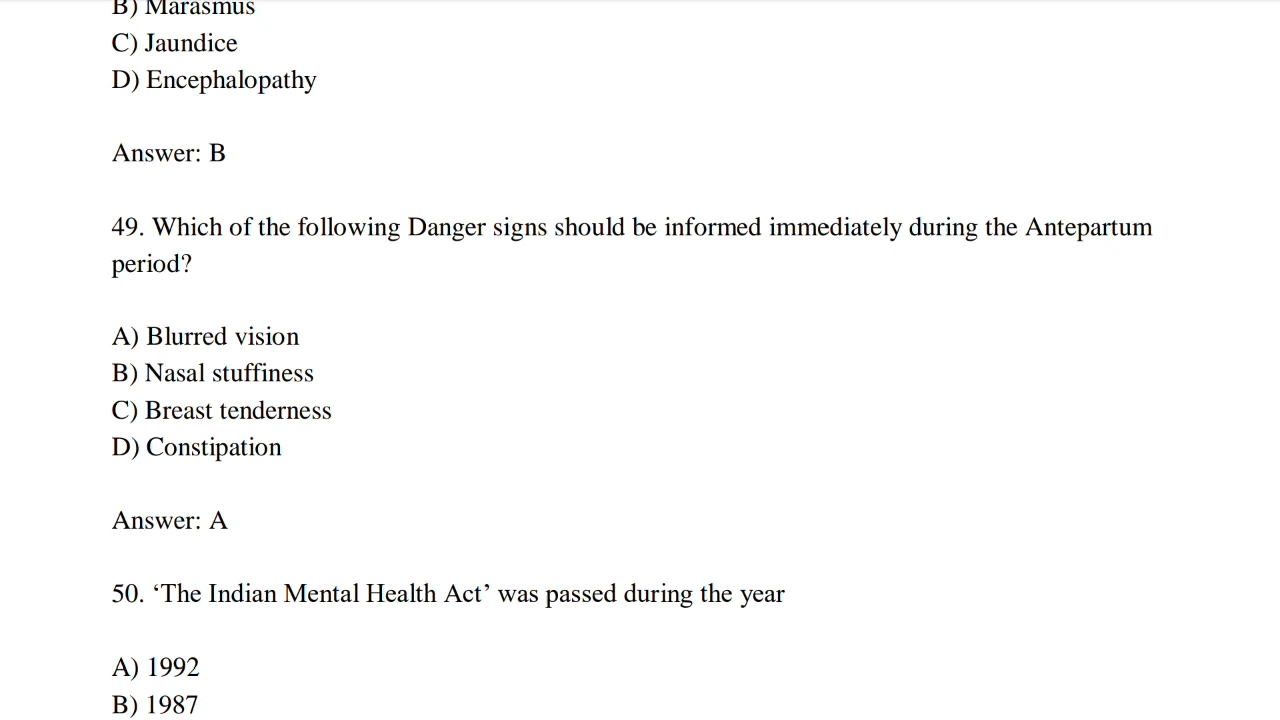 B) Marasmus
C) Jaundice
D) Encephalopathy
Answer: B
49. Which of the following Danger signs should be informed immediately during the Antepartum
period?
A) Blurred vision
B) Nasal stuffiness
C) Breast tenderness
D) Constipation
Answer: A
50. ‘The Indian Mental Health Act’ was passed during the year
A) 1992
B) 1987